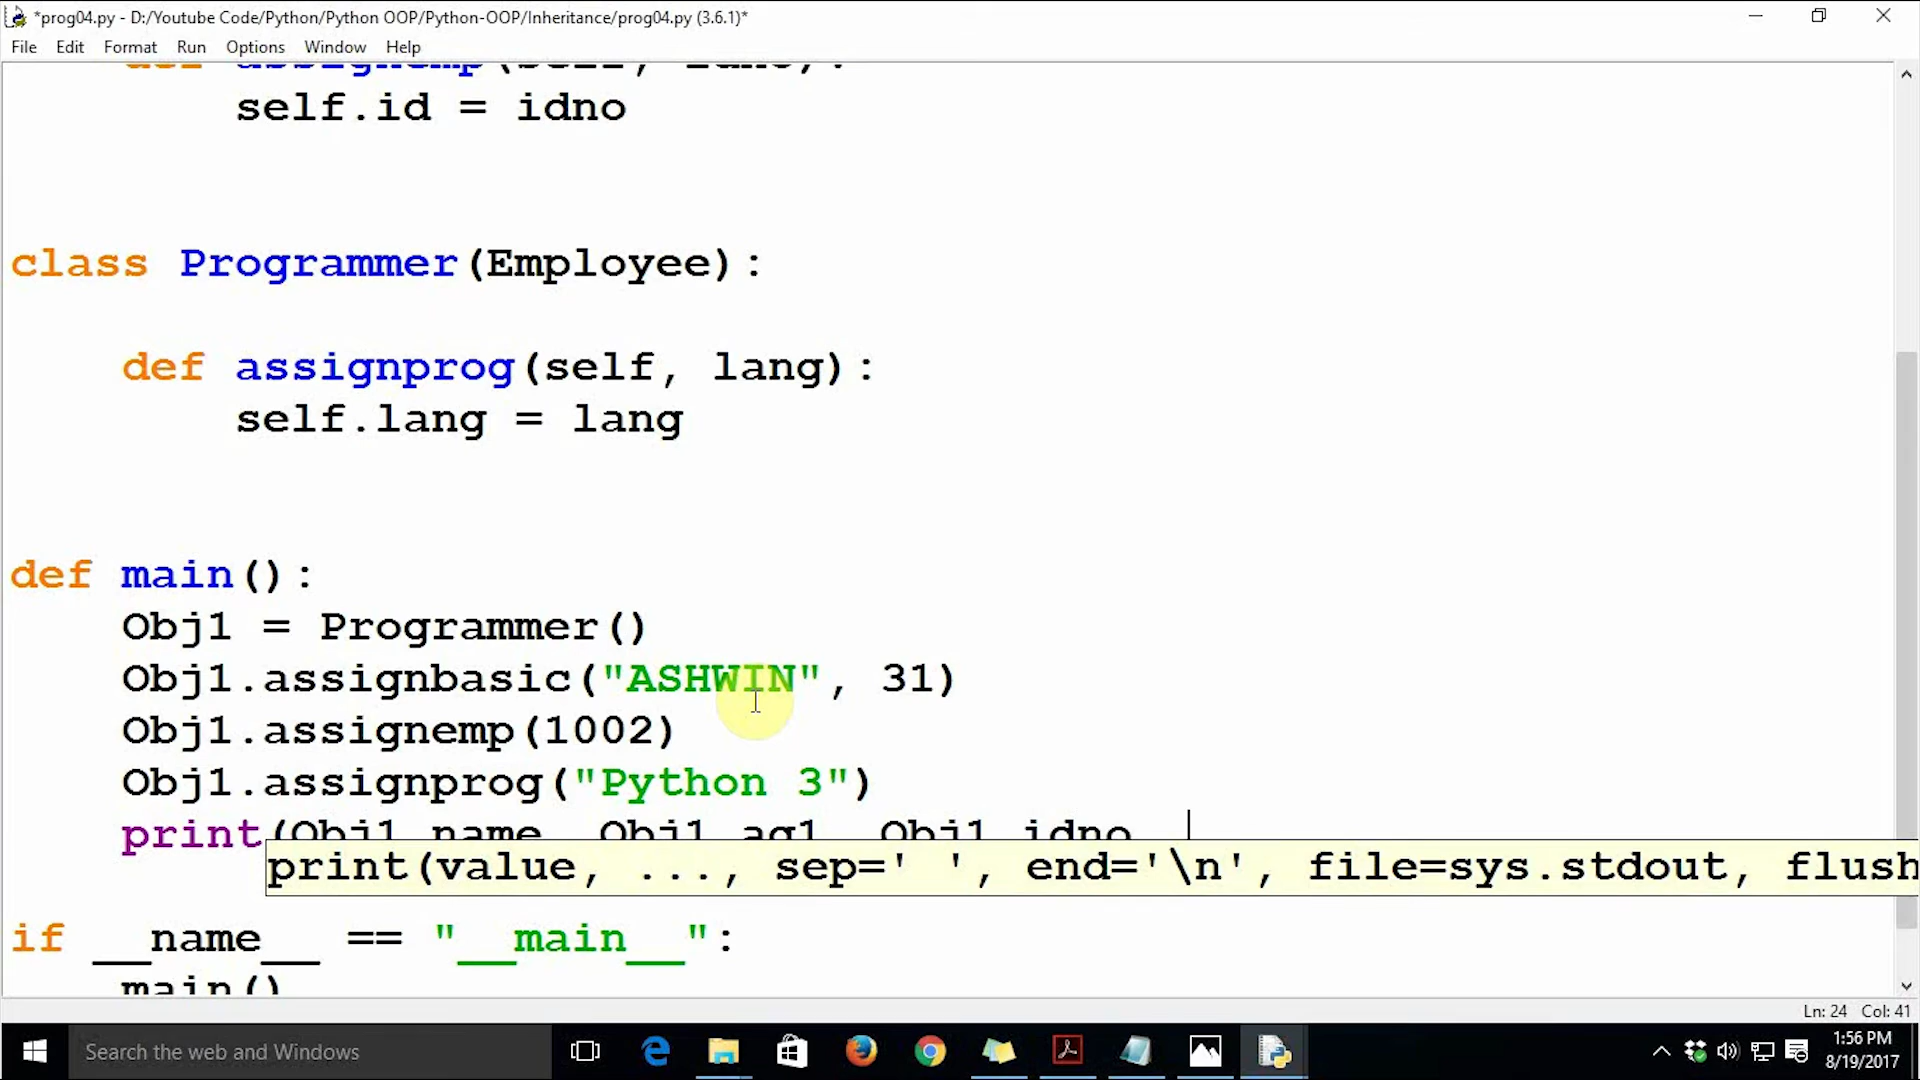 *prog04.py - D:/Youtube Code/Python/Python OOP/Python-OOP/Inheritance/prog04.py (3.6.1)*
File Edit Format Run Options Window Help
def assignemp(self, idno):
self.id = idno
class Programmer(Employee):
def assignprog(self, lang):
self.lang = lang
def main():
Obj1 = Programmer()
Obj1.assignbasic("ASHWIN", 31)
Obj1.assignemp(1002)
Obj1.assignprog("Python 3")
print(Obj1.name, Obj1.ag1, Obj1.idno,
print(value, ..., sep=' ', end='\n', file=sys.stdout, flush
if __name__ == "__main__":
main()
Ln: 24 Col: 41
Search the web and Windows
1:56 PM
8/19/2017